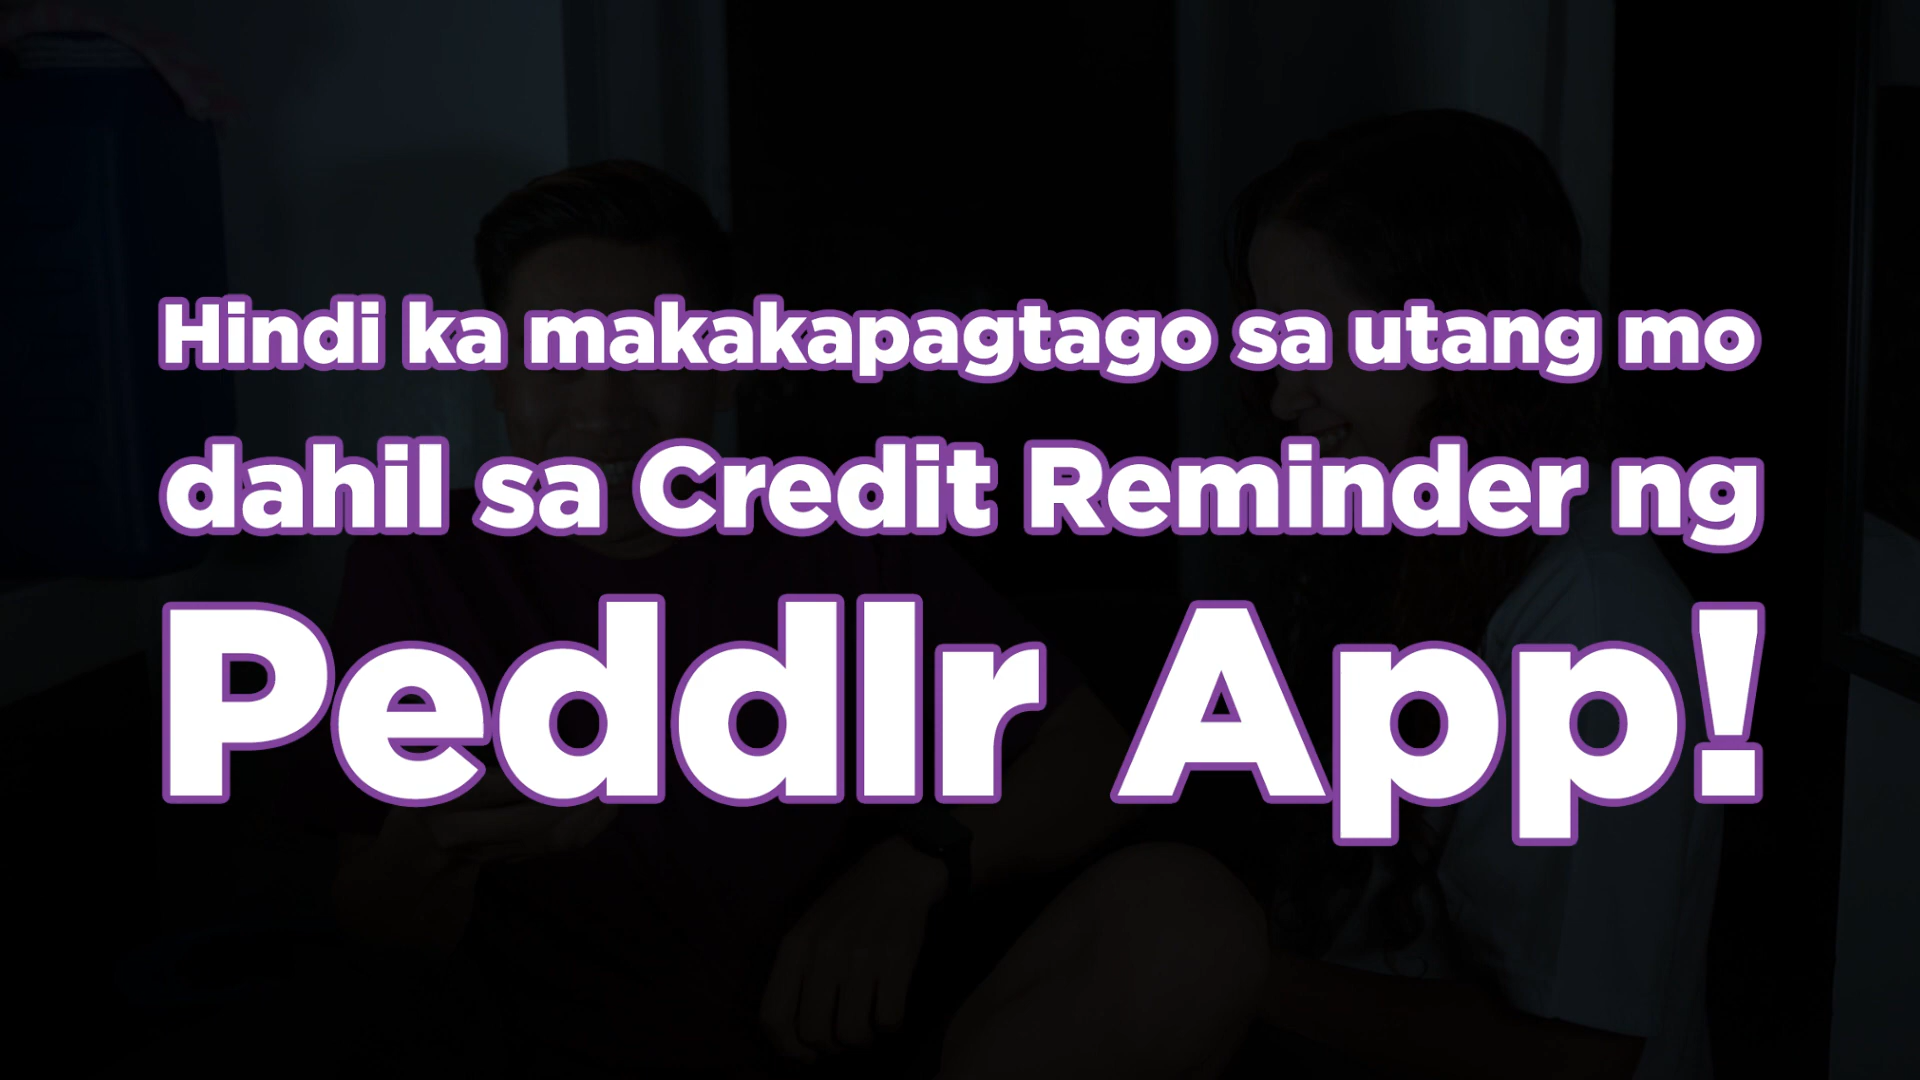 Hindi ka makakapagtago sa utang mo
dahil sa Credit Reminder ng
Peddlr App!